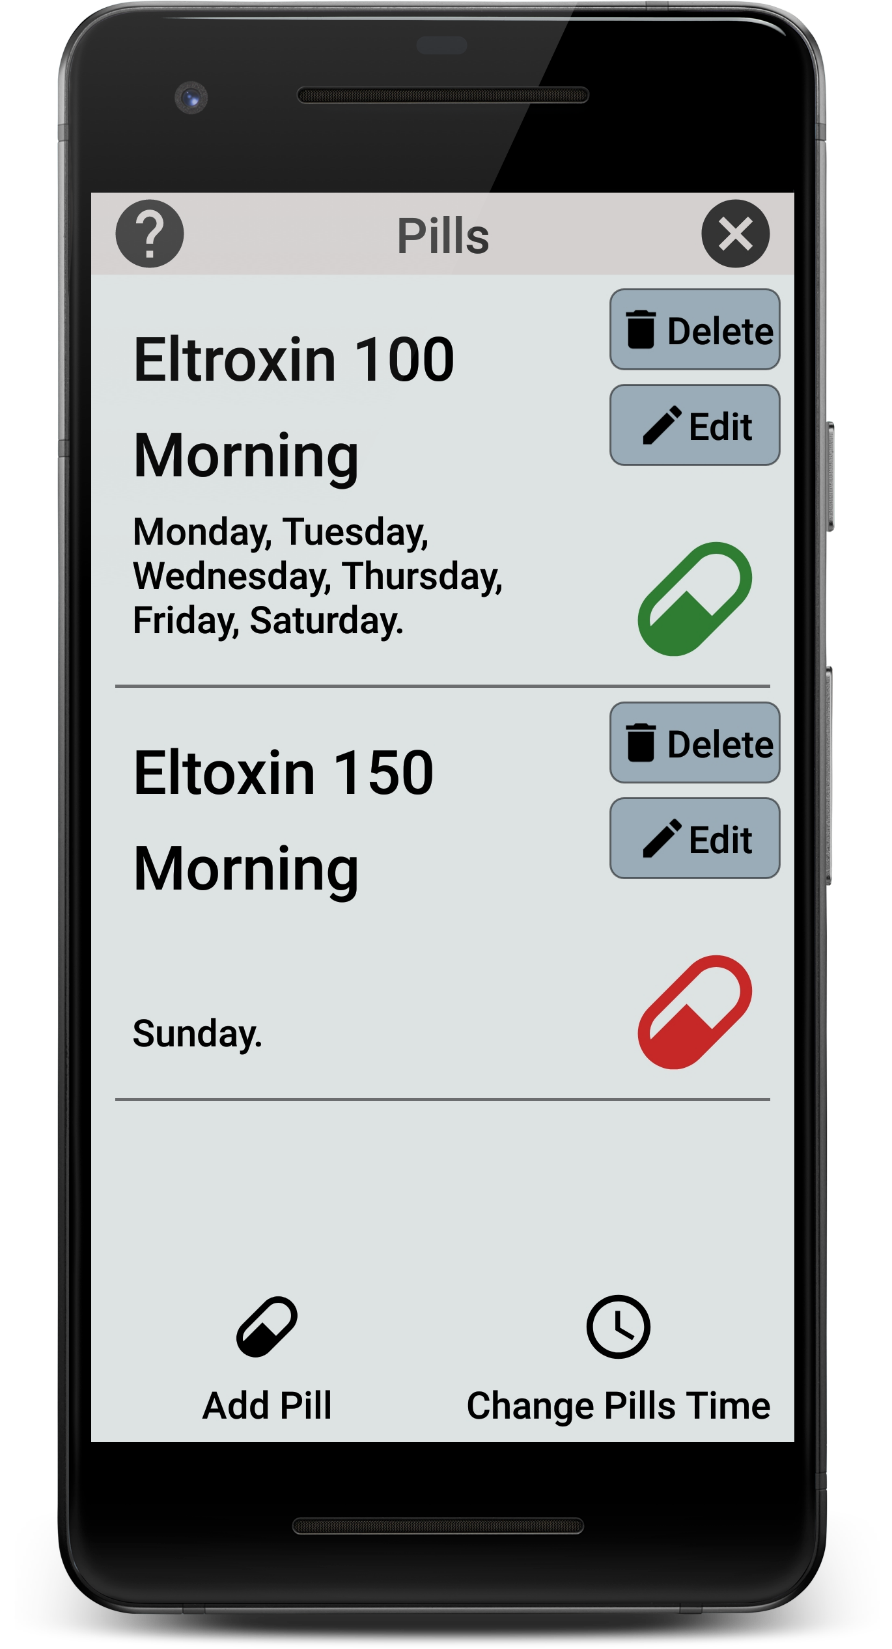 Pills
Eltroxin 100
Delete
Edit
Morning
Monday, Tuesday,
Wednesday, Thursday,
Friday, Saturday.
Eltoxin 150
Delete
Edit
Morning
Sunday.
Add Pill
Change Pills Time